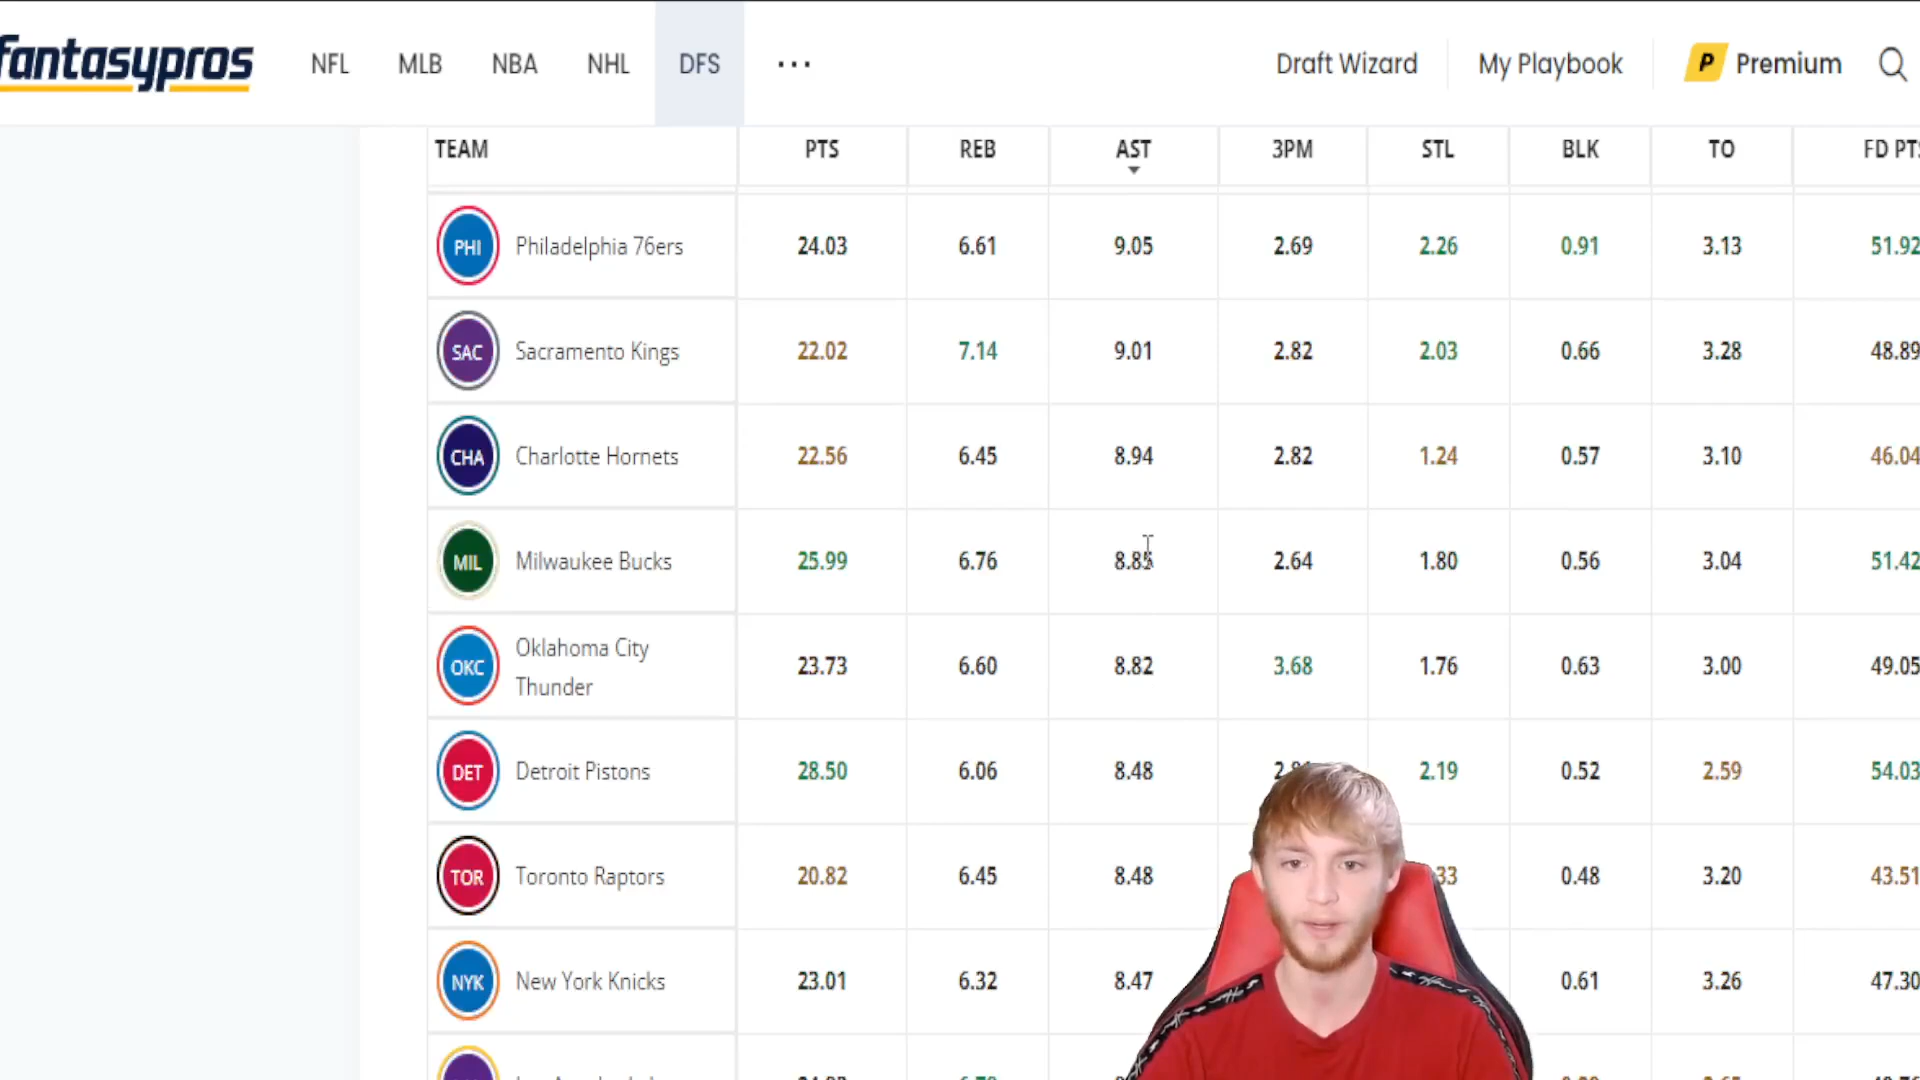 fantasypros NFL MLB NBA NHL DFS ... Draft Wizard My Playbook P Premium
TEAM PTS REB AST 3PM STL BLK TO FD PTS
PHI Philadelphia 76ers 24.03 6.61 9.05 2.69 2.26 0.91 3.13 51.92
SAC Sacramento Kings 22.02 7.14 9.01 2.82 2.03 0.66 3.28 48.89
CHA Charlotte Hornets 22.56 6.45 8.94 2.82 1.24 0.57 3.10 46.04
MIL Milwaukee Bucks 25.99 6.76 2.64 1.80 0.56 3.04 51.42
OKC Oklahoma City
Thunder 23.73 6.60 8.82 3.68 1.76 0.63 3.00 49.05
DET Detroit Pistons 28.50 6.06 8.48 2.19 0.52 2.59 54.03
TOR Toronto Raptors 20.82 6.45 8.48 33 0.48 3.20 43.51
NYK New York Knicks 23.01 6.32 8.47 0.61 3.26 47.30